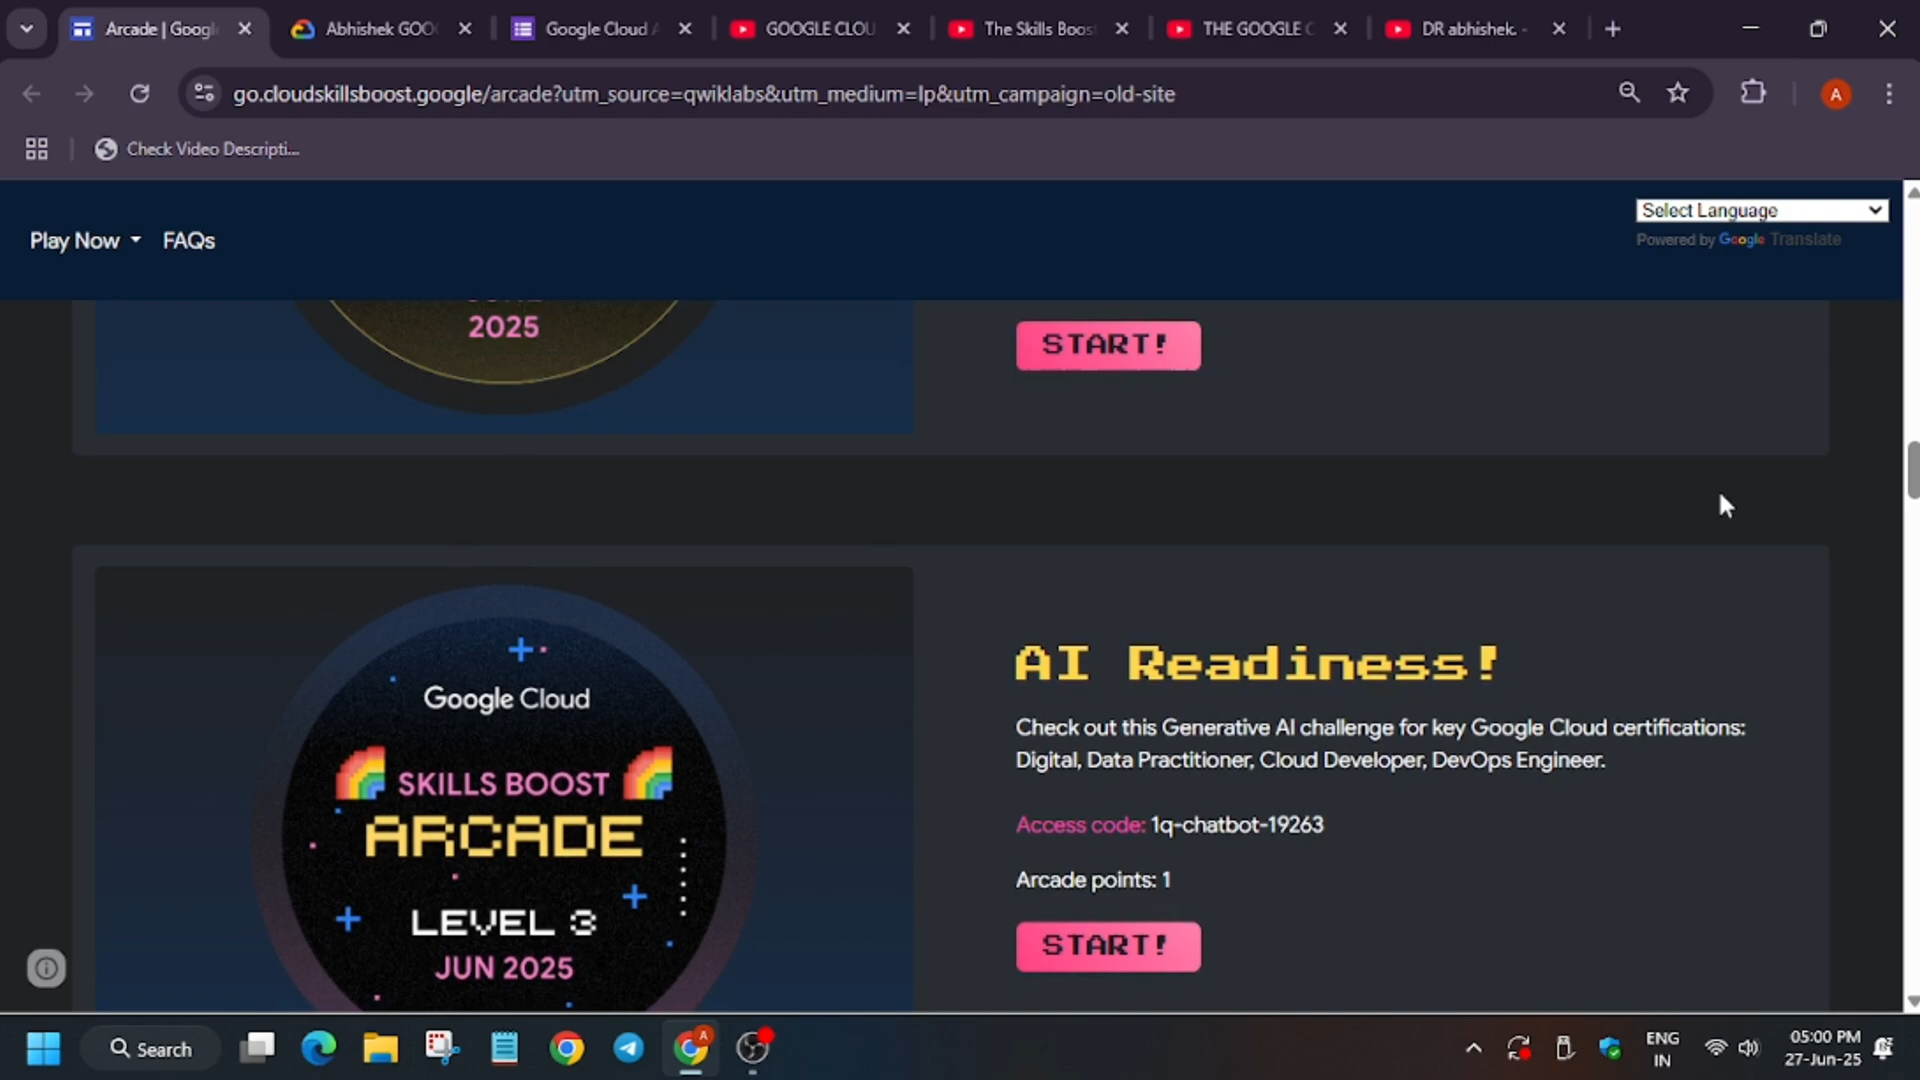 Arcade | Googl
Abhishek GOO
Google Cloud A
GOOGLE CLOU
The Skills Boos
THE GOOGLE C
DR abhishek. -
go.cloudskillsboost.google/arcade?utm_source=qwiklabs&utm_medium=lp&utm_campaign=old-site
A
Check Video Descripti...
Play Now
FAQs
Select Language
Powered by Google Translate
2025
START!
Google Cloud
SKILLS BOOST
ARCADE
LEVEL 3
JUN 2025
AI Readiness!
Check out this Generative AI challenge for key Google Cloud certifications:
Digital, Data Practitioner, Cloud Developer, DevOps Engineer.
Access code: 1q-chatbot-19263
Arcade points: 1
START!
Search
A
ENG
IN
05:00 PM
27-Jun-25